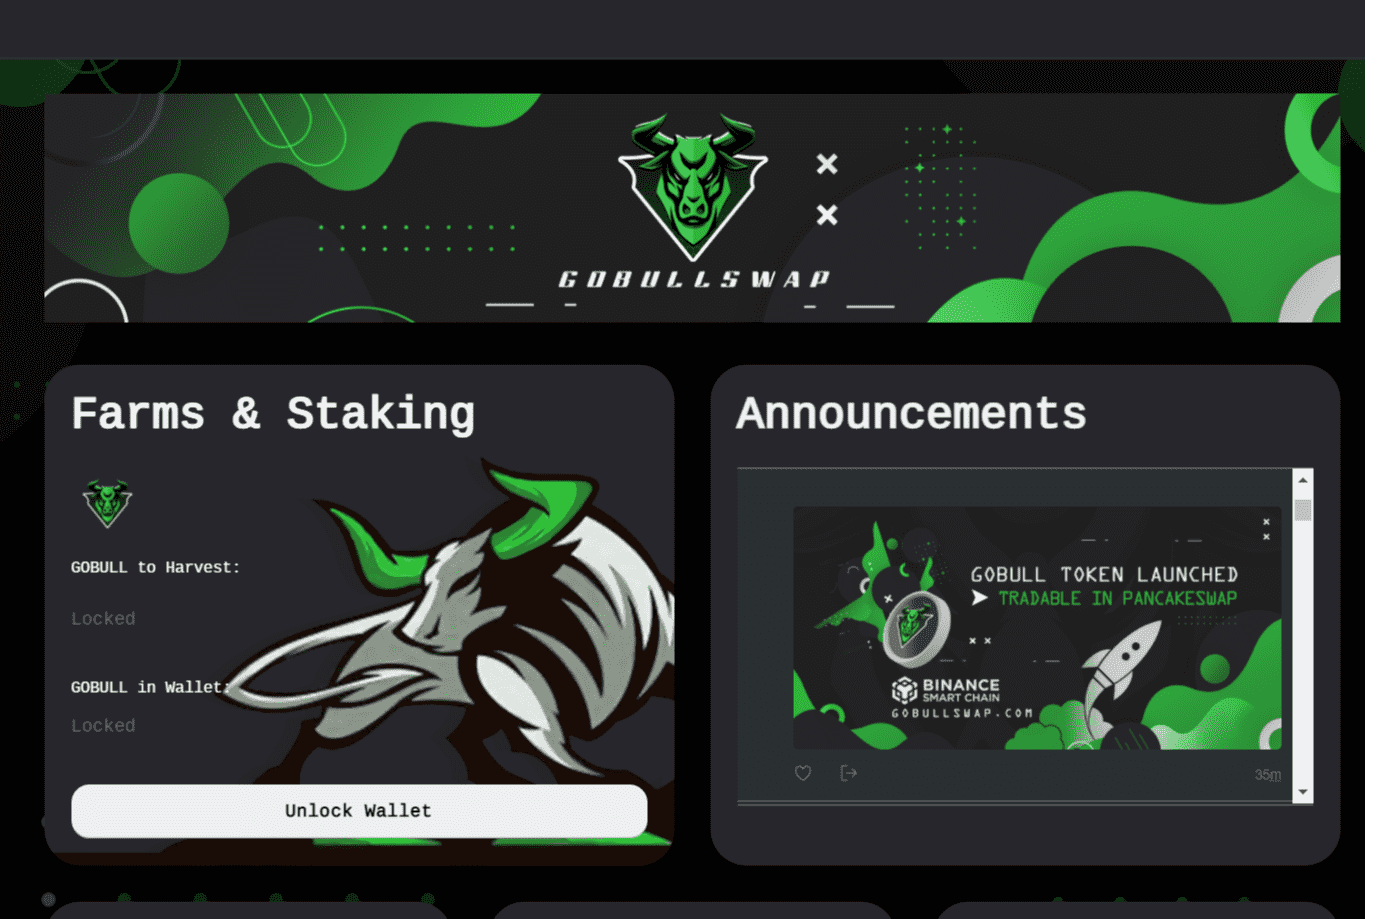 GOBULLSWAP
Farms & Staking
GOBULL to Harvest:
Locked
GOBULL in Wallet:
Locked
Unlock Wallet
Announcements
GOBULL TOKEN LAUNCHED
TRADABLE IN PANCAKESWAP
BINANCE
SMART CHAIN
GOBULLSWAP.COM
35m